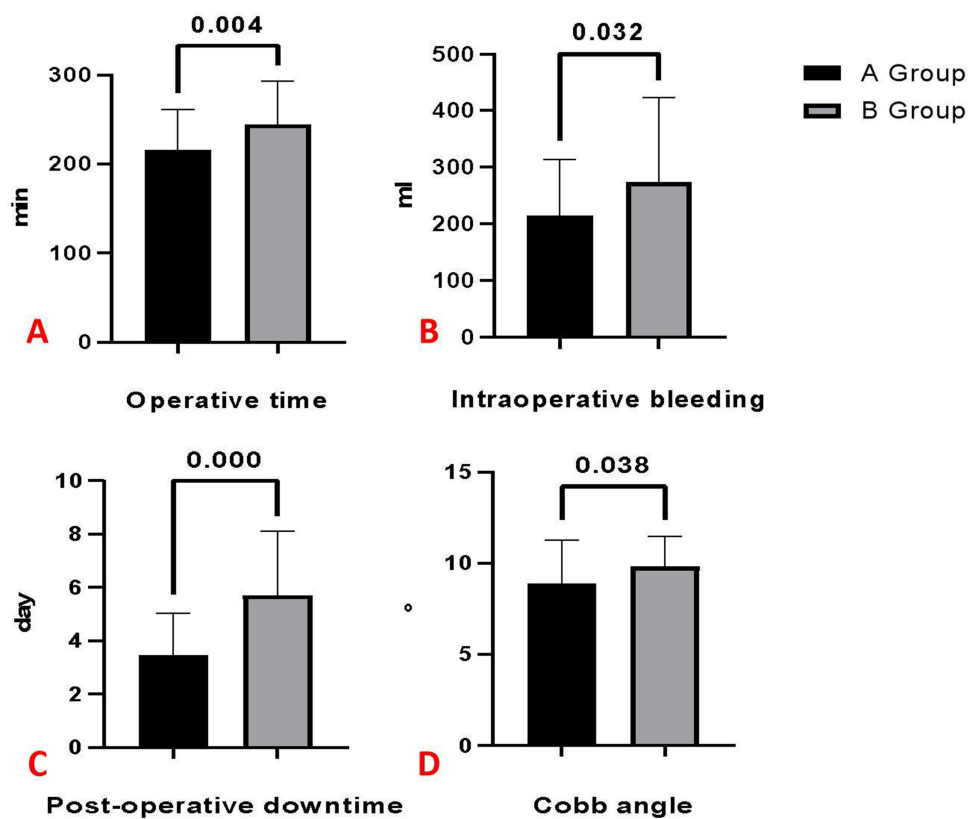 0.004
300
200
100
0
min
A
Operative time
0.032
500
400
300
200
100
0
ml
B
Intraoperative bleeding
A Group
B Group
0.000
10
8
6
4
2
0
day
C
Post-operative downtime
0.038
15
10
5
0
°
D
Cobb angle